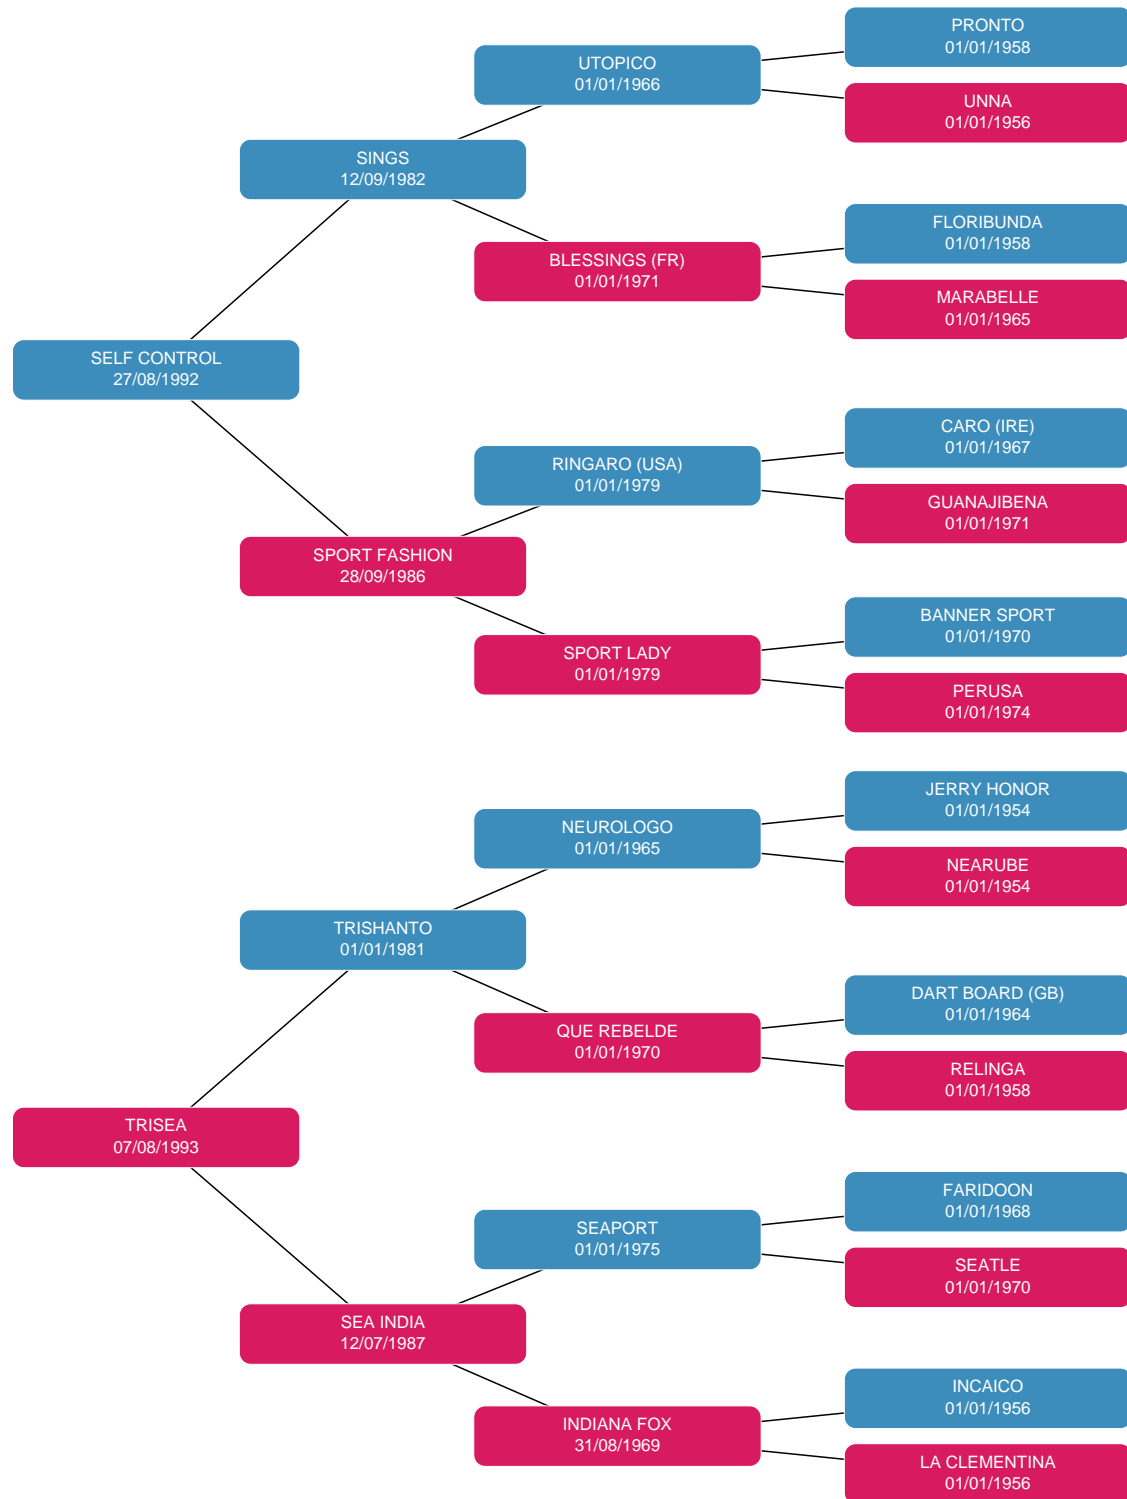 PRONTO
01/01/1958
UTOPICO
01/01/1966
UNNA
01/01/1956
SINGS
12/09/1982
FLORIBUNDA
01/01/1958
BLESSINGS (FR)
01/01/1971
MARABELLE
01/01/1965
SELF CONTROL
27/08/1992
CARO (IRE)
01/01/1967
RINGARO (USA)
01/01/1979
GUANAJIBENA
01/01/1971
SPORT FASHION
28/09/1986
BANNER SPORT
01/01/1970
SPORT LADY
01/01/1979
PERUSA
01/01/1974
JERRY HONOR
01/01/1954
NEUROLOGO
01/01/1965
NEARUBE
01/01/1954
TRISHANTO
01/01/1981
DART BOARD (GB)
01/01/1964
QUE REBELDE
01/01/1970
RELINGA
01/01/1958
TRISEA
07/08/1993
FARIDOON
01/01/1968
SEAPORT
01/01/1975
SEATLE
01/01/1970
SEA INDIA
12/07/1987
INCAICO
01/01/1956
INDIANA FOX
31/08/1969
LA CLEMENTINA
01/01/1956